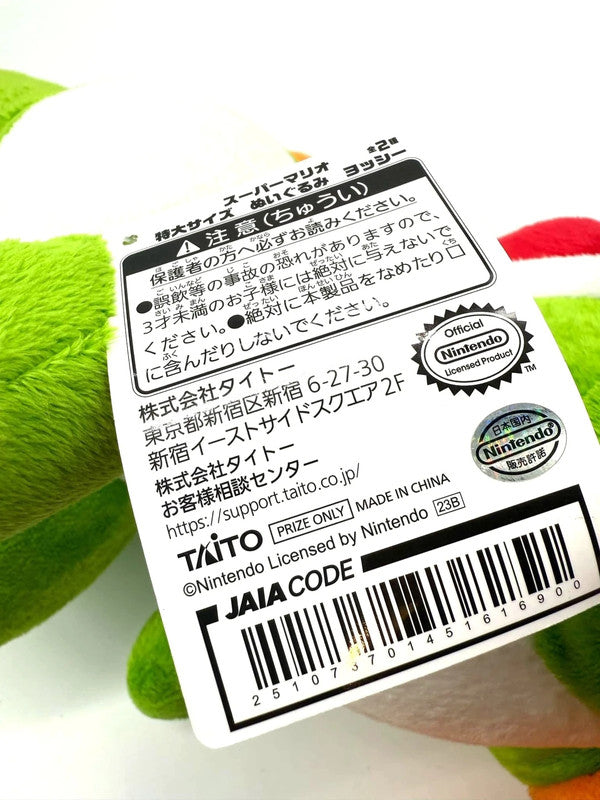 スーパーマリオ 全2種
特大サイズ ぬいぐるみ ヨッシー
注意(ちゅうい)
保護者の方へ必ずお読みください。
●誤飲等の事故の恐れがありますので、
3才未満のお子様には絶対に与えないで
ください。●絶対に本製品をなめたり口
に含んだりしないでください。
株式会社タイトー
東京都新宿区新宿 6-27-30
新宿イーストサイドスクエア2F
株式会社タイトー
お客様相談センター
https://support.taito.co.jp/
TAITO PRIZE ONLY MADE IN CHINA
©Nintendo Licensed by Nintendo 23B
Official
Nintendo
Licensed Product
TM
日本国内
Nintendo
販売許諾
JAIA CODE
251073701451616900